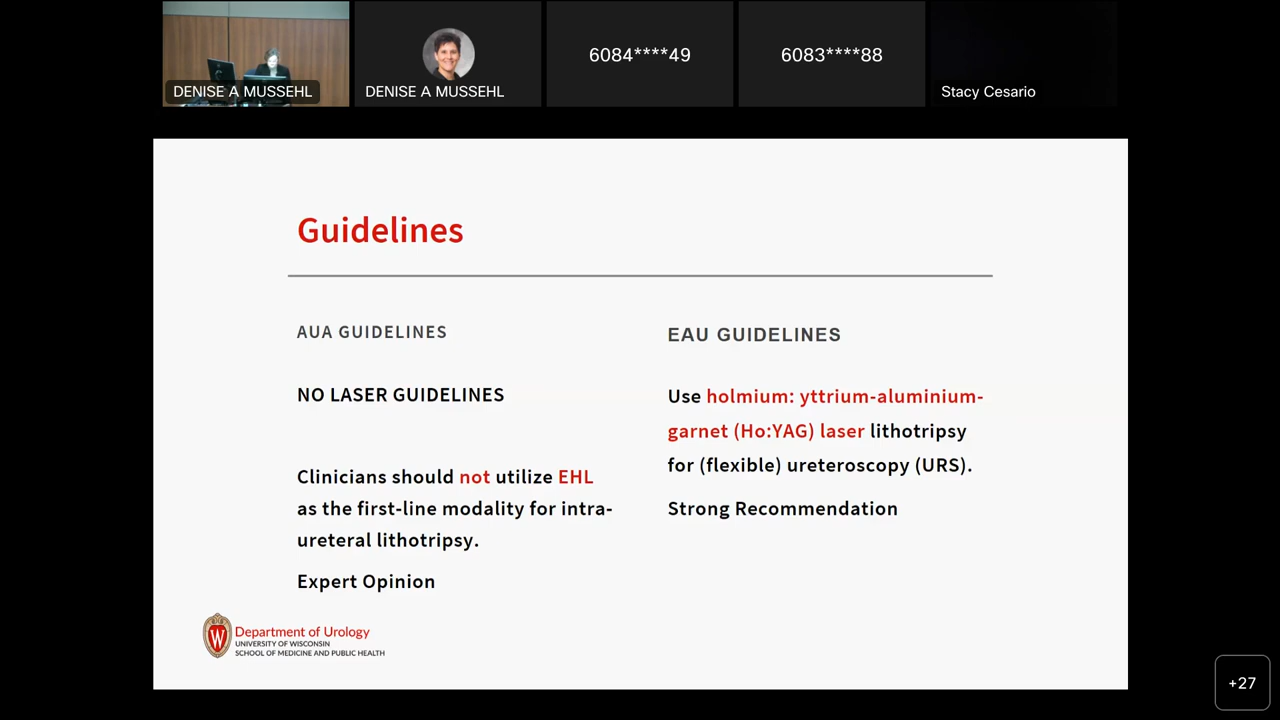 DENISE A MUSSEHL
DENISE A MUSSEHL
6084****49
6083****88
Stacy Cesario
Guidelines
AUA GUIDELINES
NO LASER GUIDELINES
Clinicians should not utilize EHL
as the first-line modality for intra-
ureteral lithotripsy.
Expert Opinion
EAU GUIDELINES
Use holmium: yttrium-aluminium-
garnet (Ho:YAG) laser lithotripsy
for (flexible) ureteroscopy (URS).
Strong Recommendation
W
Department of Urology
UNIVERSITY OF WISCONSIN
SCHOOL OF MEDICINE AND PUBLIC HEALTH
+27